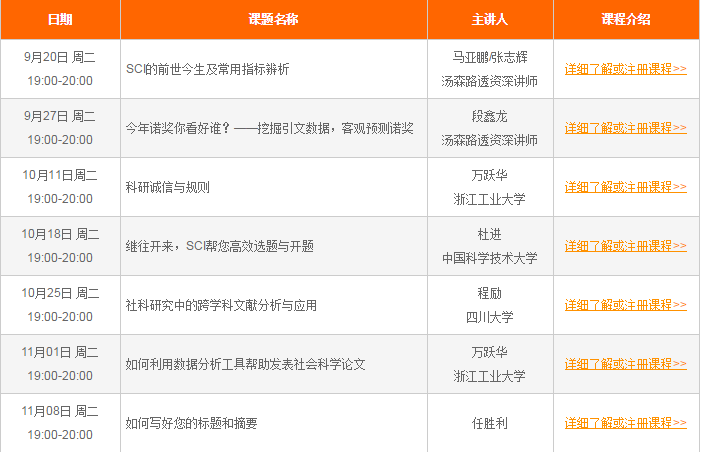 日期 课题名称 主讲人 课程介绍
9月20日 周二
19:00-20:00
SCI的前世今生及常用指标辨析
马亚鹏/张志辉
汤森路透资深讲师
详细了解或注册课程>>
9月27日 周二
19:00-20:00
今年诺奖你看好谁？——挖掘引文数据，客观预测诺奖
段鑫龙
汤森路透资深讲师
详细了解或注册课程>>
10月11日周二
19:00-20:00
科研诚信与规则
万跃华
浙江工业大学
详细了解或注册课程>>
10月18日 周二
19:00-20:00
继往开来，SCI帮您高效选题与开题
杜进
中国科学技术大学
详细了解或注册课程>>
10月25日 周二
19:00-20:00
社科研究中的跨学科文献分析与应用
程励
四川大学
详细了解或注册课程>>
11月01日 周二
19:00-20:00
如何利用数据分析工具帮助发表社会科学论文
万跃华
浙江工业大学
详细了解或注册课程>>
11月08日 周二
19:00-20:00
如何写好您的标题和摘要
任胜利
详细了解或注册课程>>